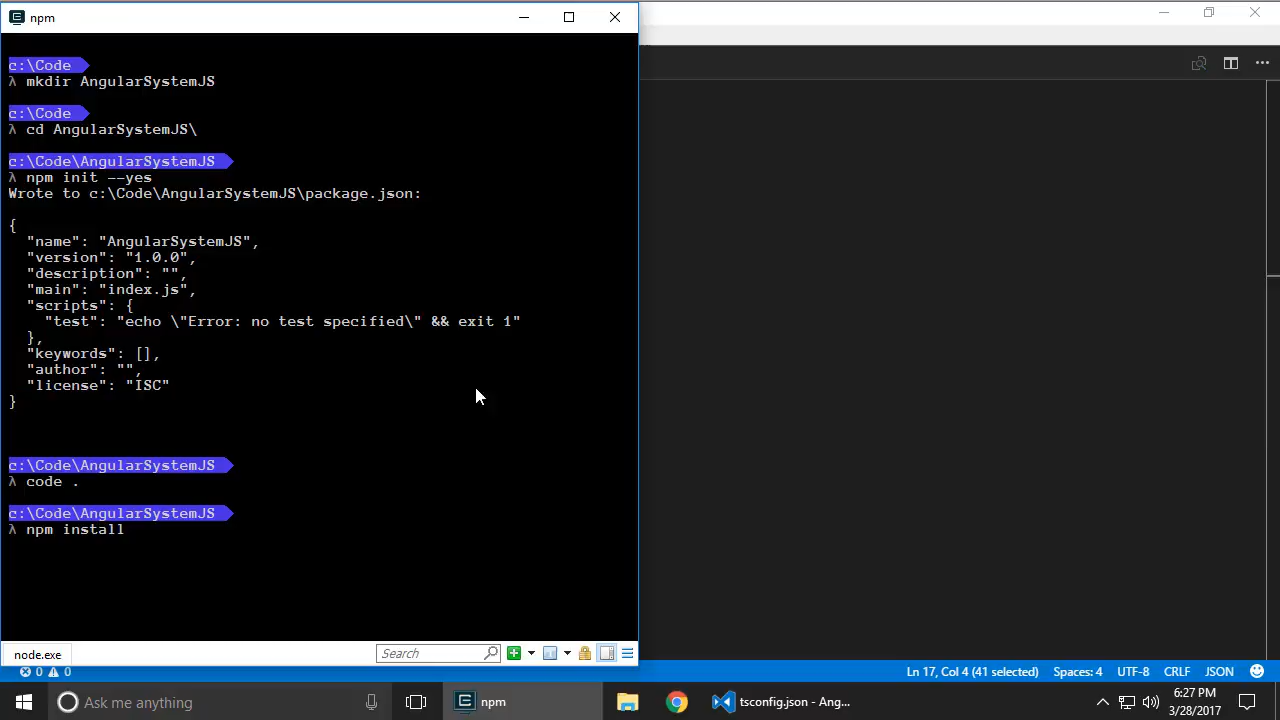 npm
c:\Code
λ mkdir AngularSystemJS
c:\Code
λ cd AngularSystemJS\
c:\Code\AngularSystemJS
λ npm init --yes
Wrote to c:\Code\AngularSystemJS\package.json:
{
"name": "AngularSystemJS",
"version": "1.0.0",
"description": "",
"main": "index.js",
"scripts": {
"test": "echo \"Error: no test specified\" && exit 1"
},
"keywords": [],
"author": "",
"license": "ISC"
}
c:\Code\AngularSystemJS
λ code .
c:\Code\AngularSystemJS
λ npm install
node.exe
Search
0 0
Ln 17, Col 4 (41 selected) Spaces: 4 UTF-8 CRLF JSON
Ask me anything
npm
tsconfig.json - Ang...
6:27 PM
3/28/2017